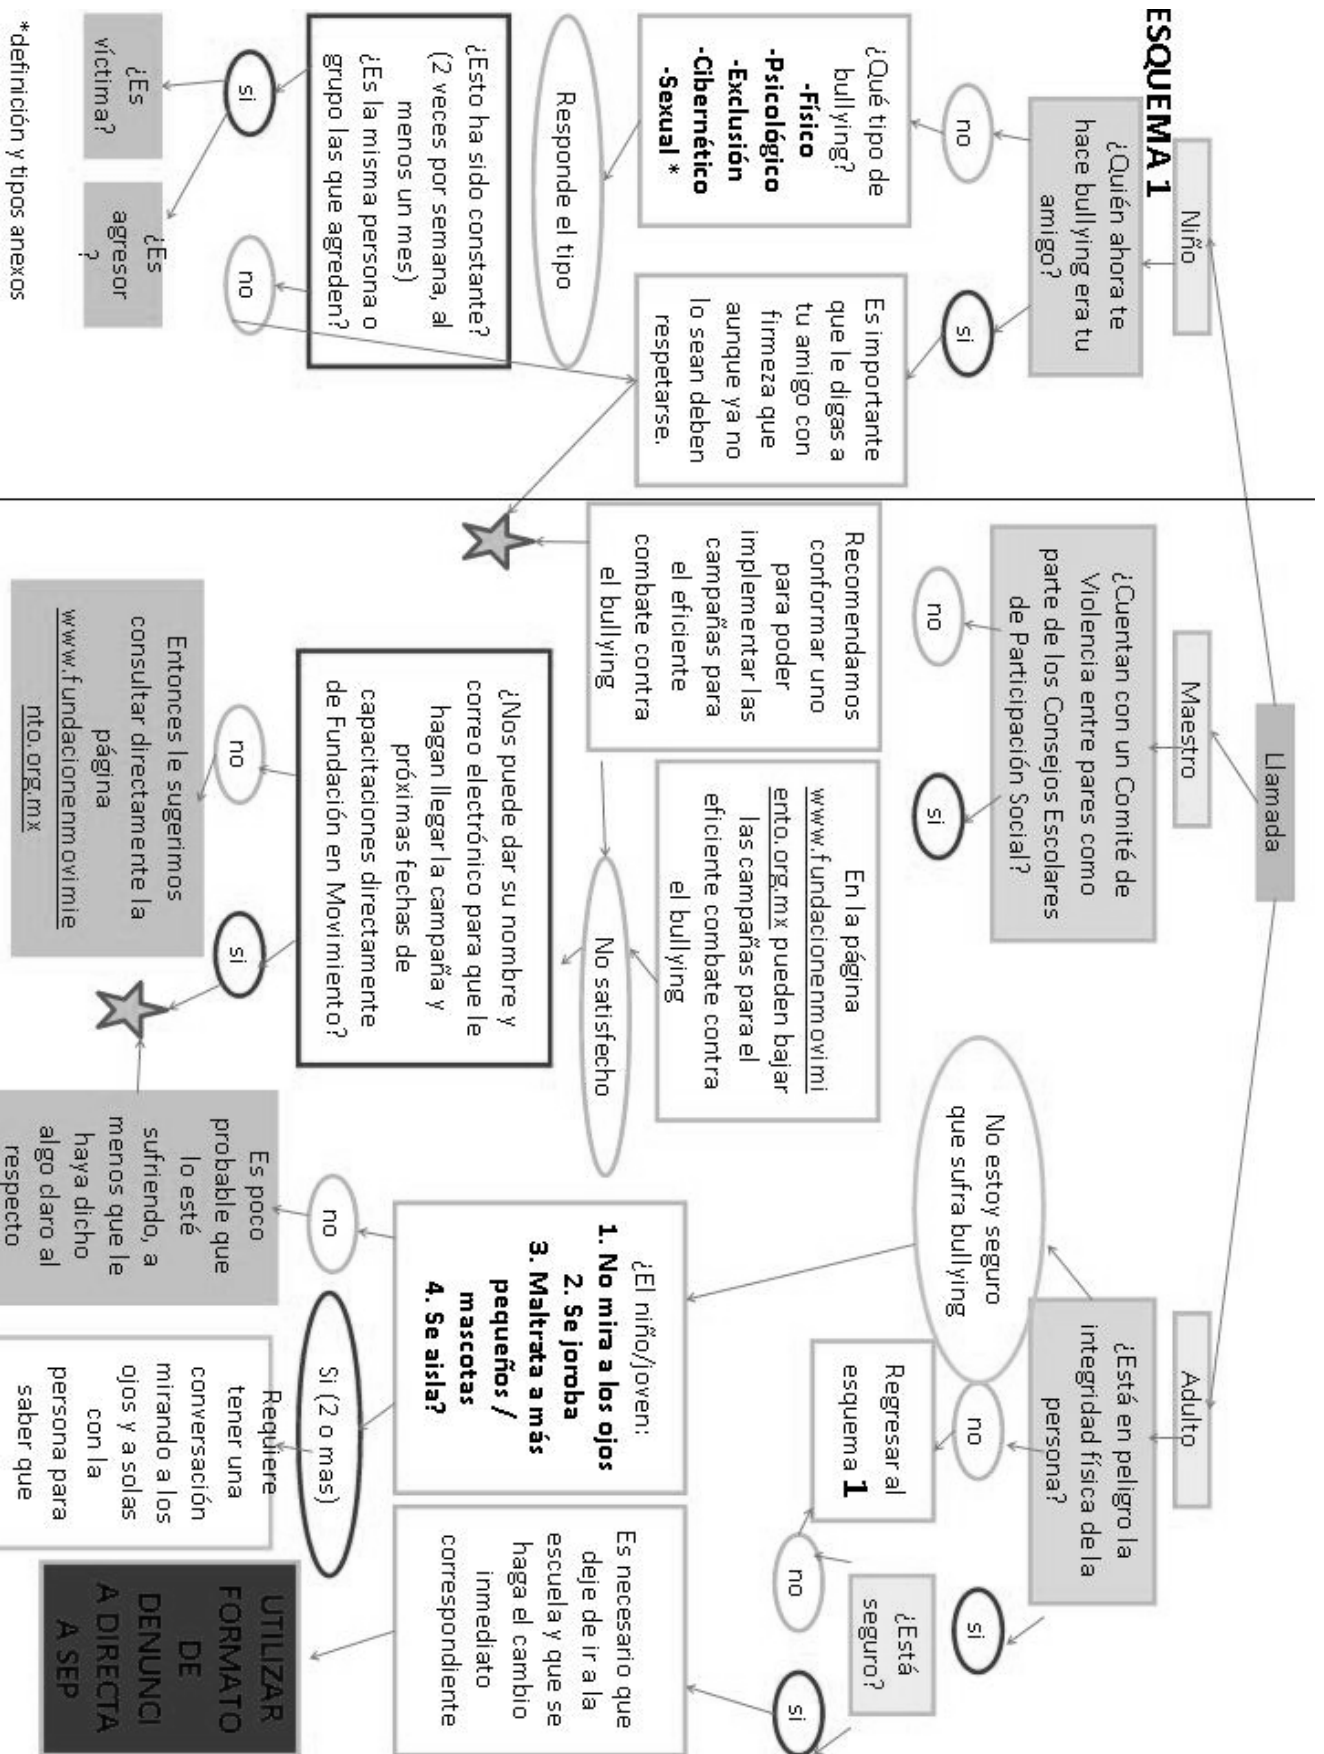 ESQUEMA 1
Llamada
Niño
¿Quién ahora te
hace bullying era tu
amigo?
no
si
¿Qué tipo de
bullying?
-Físico
-Psicológico
-Exclusión
-Cibernético
-Sexual *
Es importante
que le digas a
tu amigo con
firmeza que
aunque ya no
lo sean deben
respetarse.
Responde el tipo
¿Esto ha sido constante?
(2 veces por semana, al
menos un mes)
¿Es la misma persona o
grupo las que agreden?
si
no
¿Es
víctima?
¿Es
agresor
?
*definición y tipos anexos
Maestro
¿Cuentan con un Comité de
Violencia entre pares como
parte de los Consejos Escolares
de Participación Social?
no
si
Recomendamos
conformar uno
para poder
implementar las
campañas para
el eficiente
combate contra
el bullying
En la página
www.fundacionenmovimi
ento.org.mx pueden bajar
las campañas para el
eficiente combate contra
el bullying
No satisfecho
¿Nos puede dar su nombre y
correo electrónico para que le
hagan llegar la campaña y
próximas fechas de
capacitaciones directamente
de Fundación en Movimiento?
no
si
Entonces le sugerimos
consultar directamente la
página
www.fundacionenmovimie
nto.org.mx
Adulto
¿Está en peligro la
integridad física de la
persona?
No estoy seguro
que sufra bullying
no
si
Regresar al
esquema 1
¿Está
seguro?
no
si
¿El niño/joven:
1. No mira a los ojos
2. Se joroba
3. Maltrata a más
pequeños /
mascotas
4. Se aisla?
Es necesario que
deje de ir a la
escuela y que se
haga el cambio
inmediato
correspondiente
no
Si (2 o mas)
Es poco
probable que
lo esté
sufriendo, a
menos que le
haya dicho
algo claro al
respecto
Requiere
tener una
conversación
mirando a los
ojos y a solas
con la
persona para
saber que
UTILIZAR
FORMATO
DE
DENUNCI
A DIRECTA
A SEP